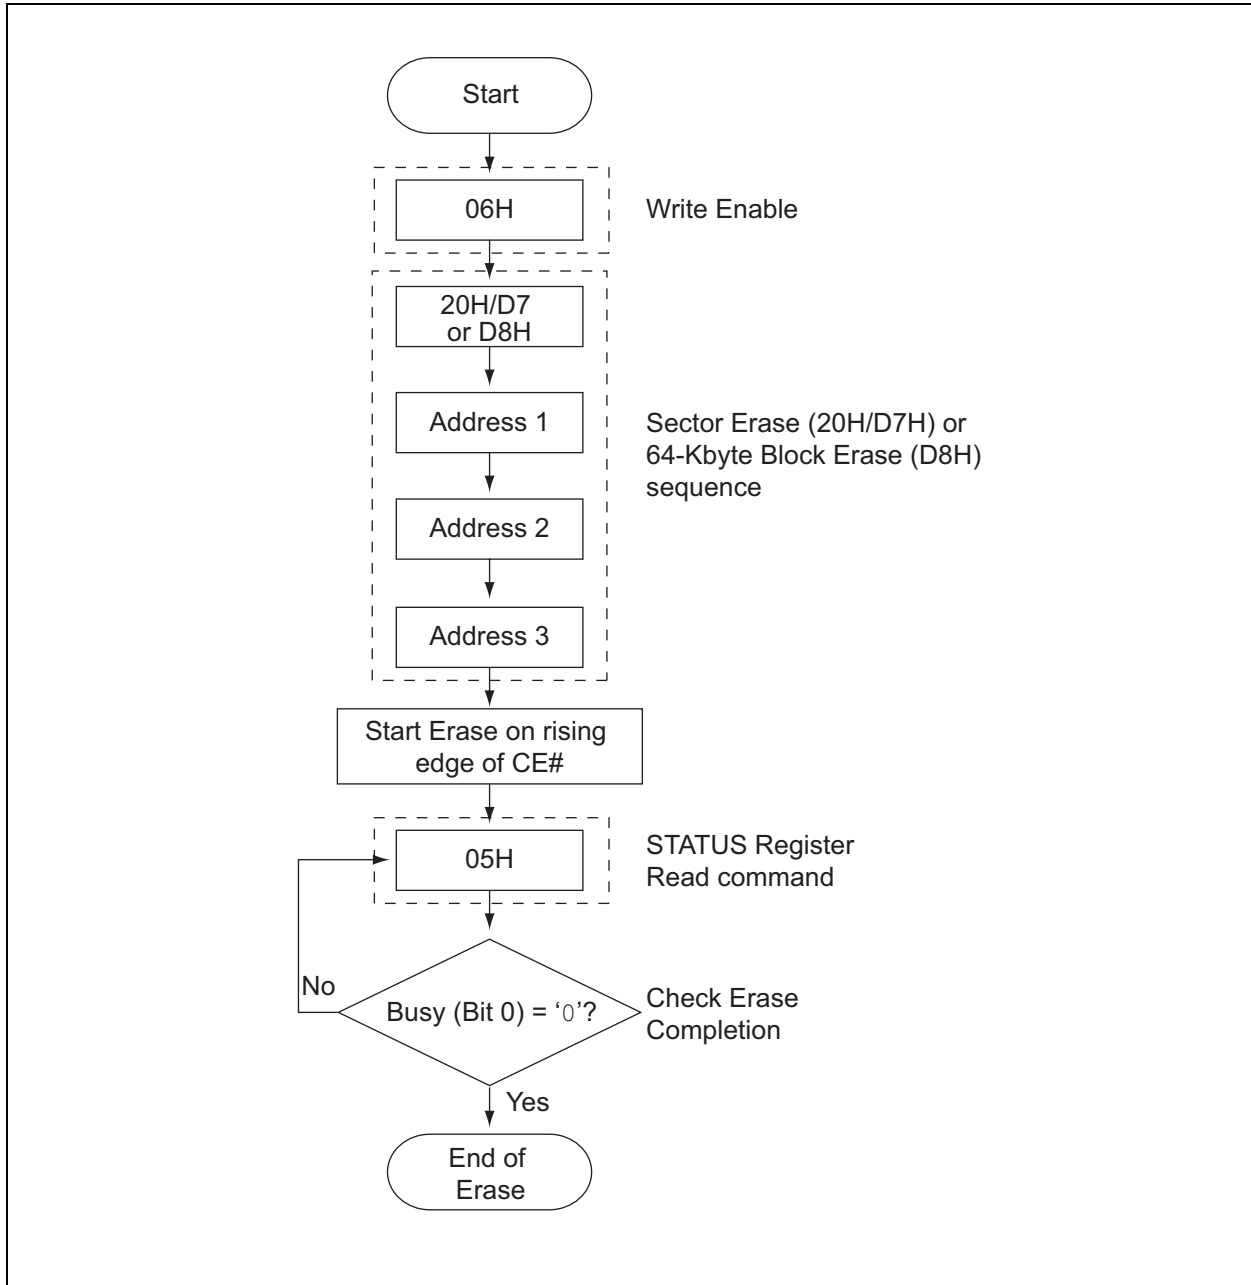 Start
06H
Write Enable
20H/D7
or D8H
Address 1
Sector Erase (20H/D7H) or
64-Kbyte Block Erase (D8H)
sequence
Address 2
Address 3
Start Erase on rising
edge of CE#
05H
STATUS Register
Read command
No
Busy (Bit 0) = ‘0’?
Check Erase
Completion
Yes
End of
Erase